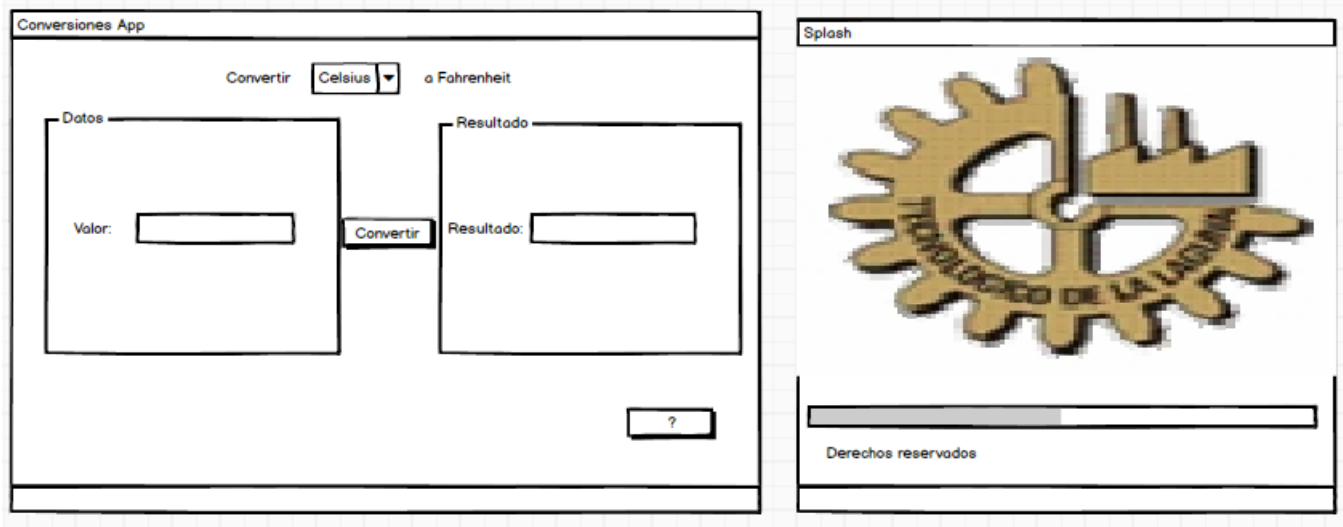 Conversiones App
Convertir Celsius a Fahrenheit
Datos
Valor:
Convertir
Resultado
Resultado:
?
Splash
TECNOLOGICO DE LA LAGUNA
Derechos reservados